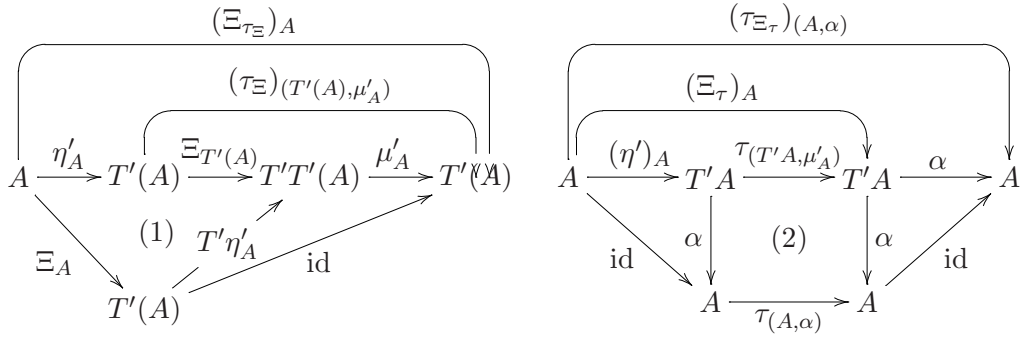 (Ξ_{τ_Ξ})_A
(τ_Ξ)_{(T'(A),μ'_A)}
A η'_A T'(A) Ξ_{T'(A)} T'T'(A) μ'_A T'(A)
(1)
Ξ_A T'η'_A id
T'(A)
(τ_{Ξ_τ})_{(A,α)}
(Ξ_τ)_A
A (η')_A T'A τ_{(T'A,μ'_A)} T'A α A
id α (2) α id
A τ_{(A,α)} A